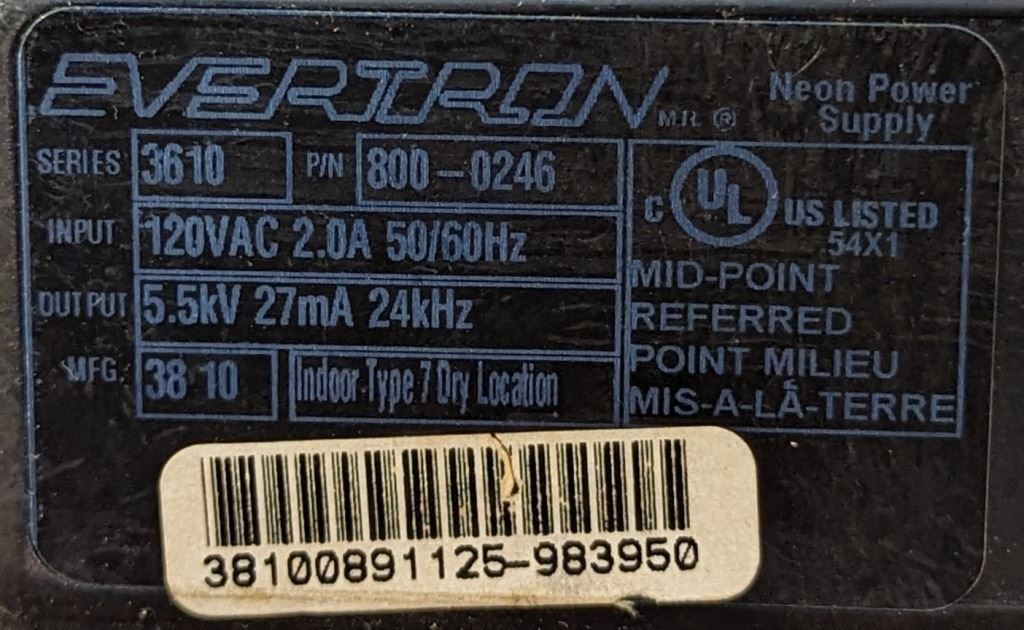 EVERTRON M.R. ®
Neon Power
Supply
SERIES 3610 P/N 800-0246
INPUT 120VAC 2.0A 50/60Hz
OUTPUT 5.5kV 27mA 24kHz
MFG. 38 10 Indoor-Type 7 Dry Location
C UL US LISTED
54X1
MID-POINT
REFERRED
POINT MILIEU
MIS-A-LÀ-TERRE
38100891125-983950